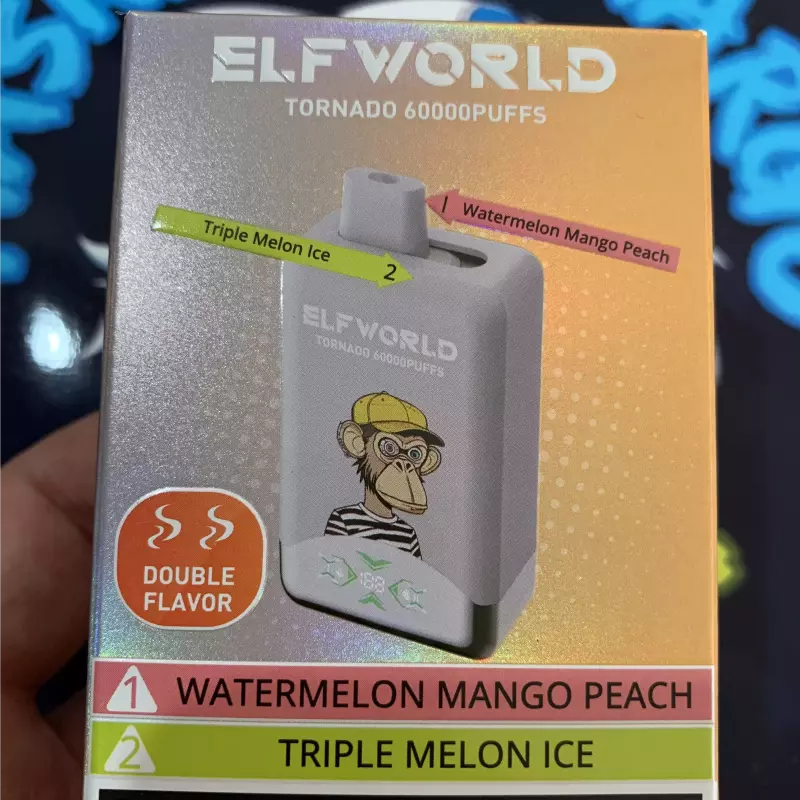 ELFWORLD
TORNADO 60000PUFFS
1 Watermelon Mango Peach
Triple Melon Ice 2
ELFWORLD
TORNADO 60000PUFFS
188
DOUBLE
FLAVOR
1 WATERMELON MANGO PEACH
2 TRIPLE MELON ICE